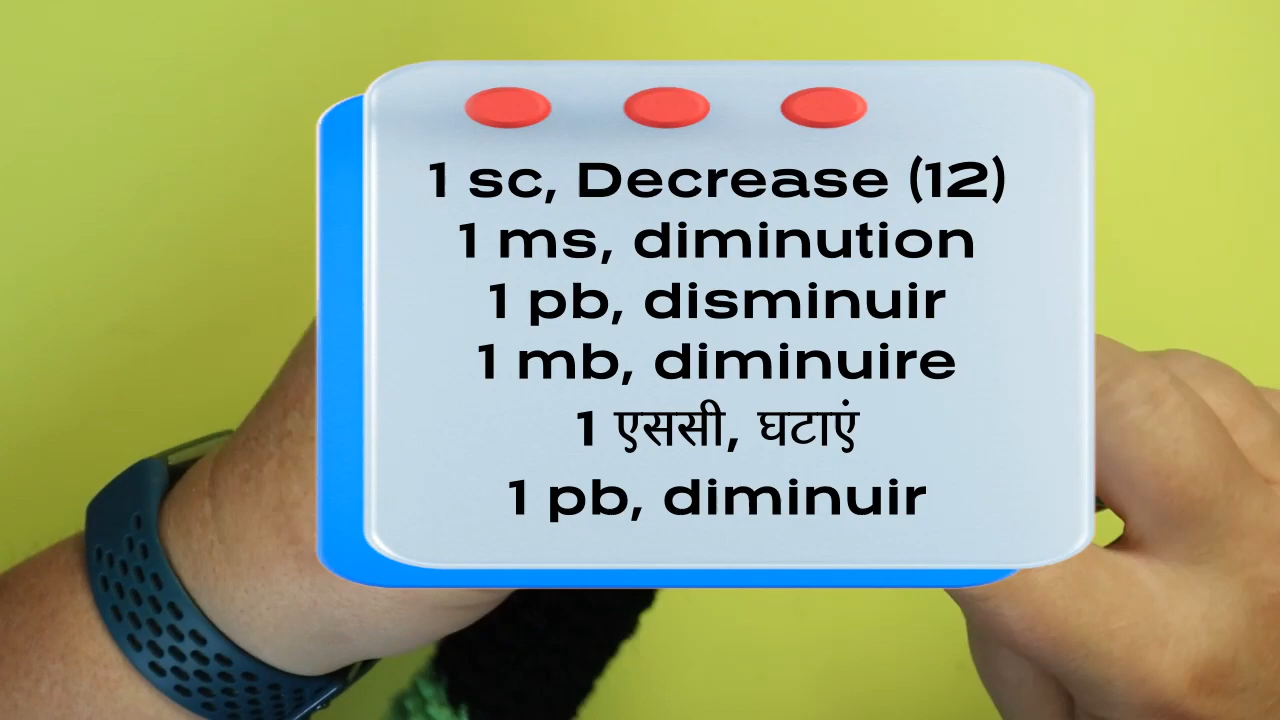 1 sc, Decrease (12)
1 ms, diminution
1 pb, disminuir
1 mb, diminuire
1 एससी, घटाएं
1 pb, diminuir